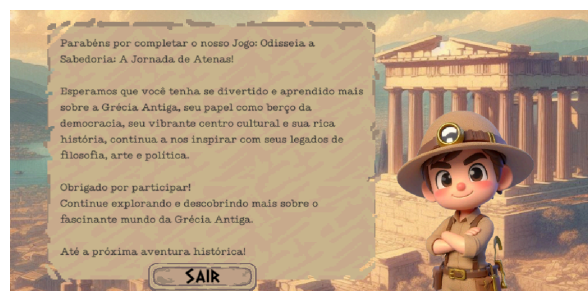 Parabéns por completar o nosso Jogo: Odisseia a
Sabedoria: A Jornada de Atenas!
Esperamos que você tenha se divertido e aprendido mais
sobre a Grécia Antiga, seu papel como berço da
democracia, seu vibrante centro cultural e sua rica
história, continua a nos inspirar com seus legados de
filosofia, arte e política.
Obrigado por participar!
Continue explorando e descobrindo mais sobre o
fascinante mundo da Grécia Antiga.
Até a próxima aventura histórica!
SAIR